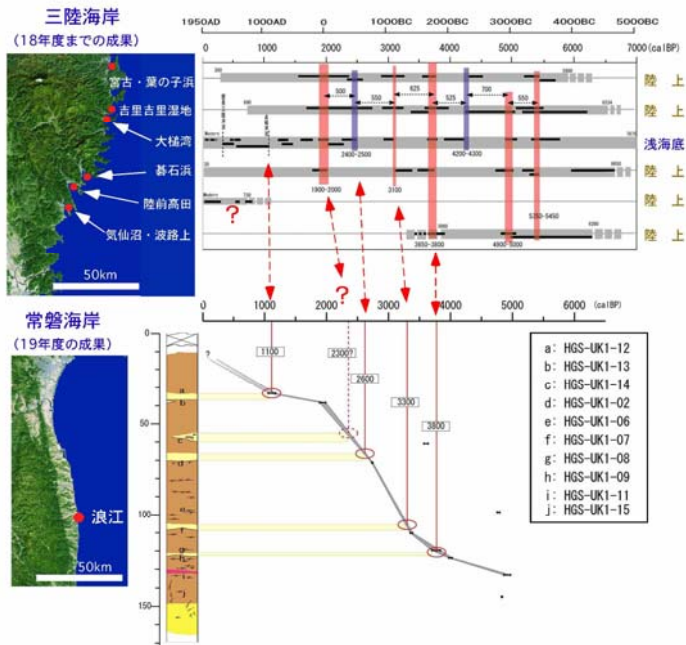 三陸海岸
(18年度までの成果)
宮古・葉の子浜
吉里吉里湿地
大槌湾
碁石浜
陸前高田
気仙沼・波路上
50km
1950AD 1000AD 0 1000BC 2000BC 3000BC 4000BC 5000BC
0 1000 2000 3000 4000 5000 6000 7000 (calBP)
陸 上
陸 上
浅海底
陸 上
陸 上
陸 上
500 550 625 525 700 550
2400-2500
4200-4300
1900-2000
3100
5350-5450
3650-3800
4900-5000
?
?
常磐海岸
(19年度の成果)
浪江
50km
0 1000 2000 3000 4000 5000 6000 (calBP)
0
50
100
150
?
1100
2300?
2600
3300
3800
a
b
c
d
e
f
g
h
i
j
a: HGS-UK1-12
b: HGS-UK1-13
c: HGS-UK1-14
d: HGS-UK1-02
e: HGS-UK1-06
f: HGS-UK1-07
g: HGS-UK1-08
h: HGS-UK1-09
i: HGS-UK1-11
j: HGS-UK1-15